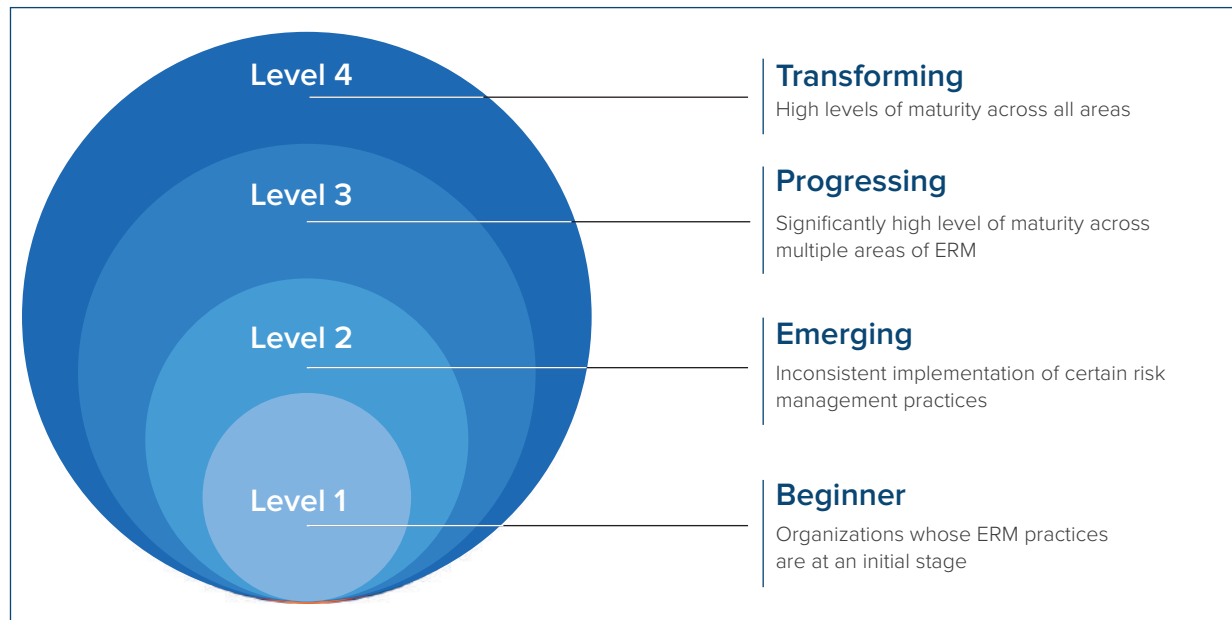 Level 4
Transforming
High levels of maturity across all areas
Level 3
Progressing
Significantly high level of maturity across
multiple areas of ERM
Level 2
Emerging
Inconsistent implementation of certain risk
management practices
Level 1
Beginner
Organizations whose ERM practices
are at an initial stage